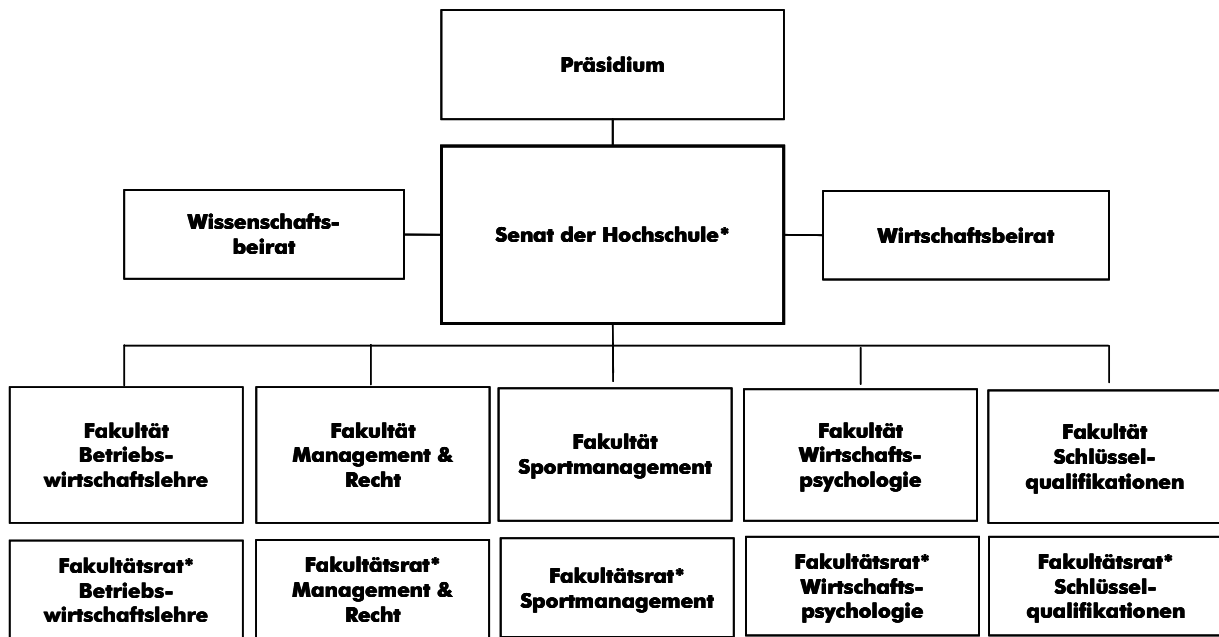 Präsidium
Wissenschafts-
beirat
Senat der Hochschule*
Wirtschaftsbeirat
Fakultät
Betriebs-
wirtschaftslehre
Fakultät
Management &
Recht
Fakultät
Sportmanagement
Fakultät
Wirtschafts-
psychologie
Fakultät
Schlüssel-
qualifikationen
Fakultätsrat*
Betriebs-
wirtschaftslehre
Fakultätsrat*
Management &
Recht
Fakultätsrat*
Sportmanagement
Fakultätsrat*
Wirtschafts-
psychologie
Fakultätsrat*
Schlüssel-
qualifikationen